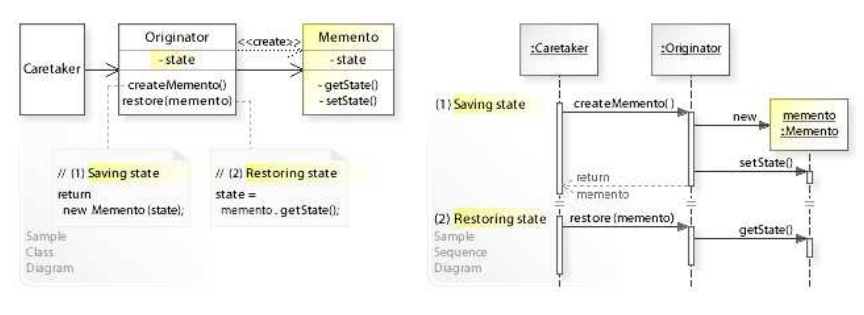 Caretaker
Originator
- state
createMemento()
restore(memento)
<<create>>
Memento
- state
- getState()
- setState()
// (1) Saving state
return
new Memento (state);
// (2) Restoring state
state =
memento . getState();
Sample
Class
Diagram
:Caretaker
:Originator
(1) Saving state
createMemento( )
new
memento
:Memento
setState()
return
memento
(2) Restoring state
restore (memento)
getState()
Sample
Sequence
Diagram